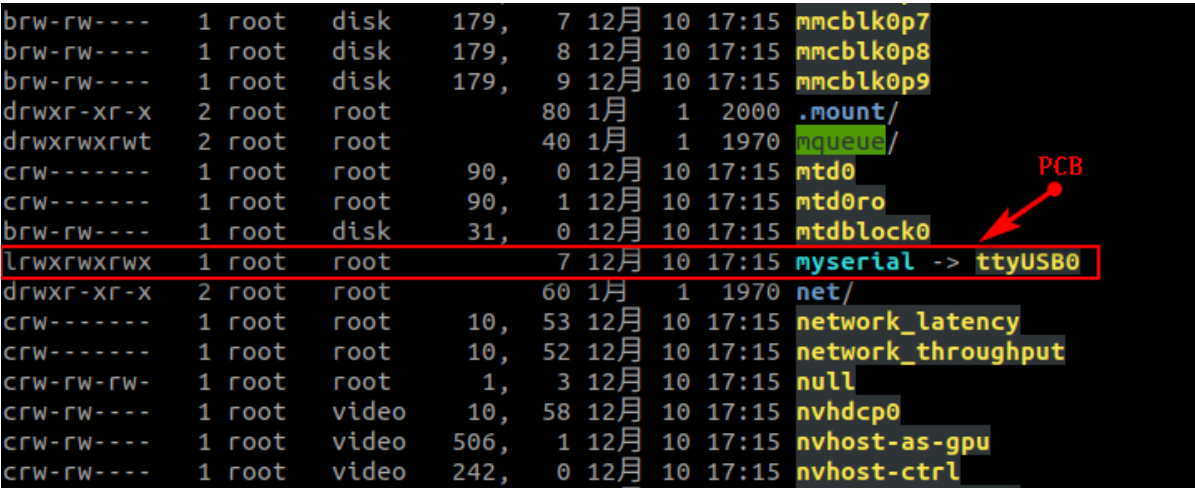 brw-rw---- 1 root disk 179, 7 12月 10 17:15 mmcblk0p7
brw-rw---- 1 root disk 179, 8 12月 10 17:15 mmcblk0p8
brw-rw---- 1 root disk 179, 9 12月 10 17:15 mmcblk0p9
drwxr-xr-x 2 root root 80 1月 1 2000 .mount/
drwxrwxrwt 2 root root 40 1月 1 1970 mqueue/
crw------- 1 root root 90, 0 12月 10 17:15 mtd0
PCB
crw------- 1 root root 90, 1 12月 10 17:15 mtd0ro
brw-rw---- 1 root disk 31, 0 12月 10 17:15 mtdblock0
lrwxrwxrwx 1 root root 7 12月 10 17:15 myserial -> ttyUSB0
drwxr-xr-x 2 root root 60 1月 1 1970 net/
crw------- 1 root root 10, 53 12月 10 17:15 network_latency
crw------- 1 root root 10, 52 12月 10 17:15 network_throughput
crw-rw-rw- 1 root root 1, 3 12月 10 17:15 null
crw-rw---- 1 root video 10, 58 12月 10 17:15 nvhdcp0
crw-rw---- 1 root video 506, 1 12月 10 17:15 nvhost-as-gpu
crw-rw---- 1 root video 242, 0 12月 10 17:15 nvhost-ctrl